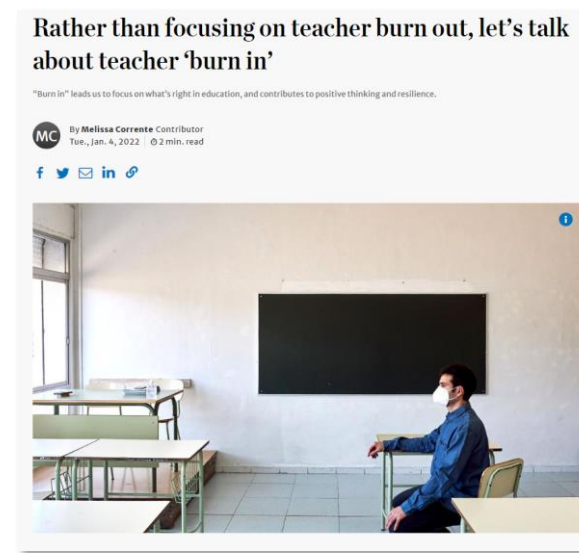 Rather than focusing on teacher burn out, let’s talk
about teacher ‘burn in’
"Burn in" leads us to focus on what's right in education, and contributes to positive thinking and resilience.
MC
By Melissa Corrente Contributor
Tue., Jan. 4, 2022 2 min. read